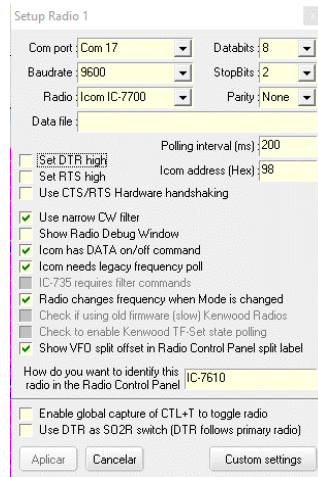 Setup Radio 1
Com port : Com 17 Databits : 8
Baudrate : 9600 StopBits : 2
Radio : Icom IC-7700 Parity : None
Data file :
Polling interval (ms) : 200
Set DTR high
Icom address (Hex) : 98
Set RTS high
Use CTS/RTS Hardware handshaking
Use narrow CW filter
Show Radio Debug Window
Icom has DATA on/off command
Icom needs legacy frequency poll
IC-735 requires filter commands
Radio changes frequency when Mode is changed
Check if using old firmware (slow) Kenwood Radios
Check to enable Kenwood TF-Set state polling
Show VFO split offset in Radio Control Panel split label
How do you want to identify this
radio in the Radio Control Panel IC-7610
Enable global capture of CTL+T to toggle radio
Use DTR as SO2R switch (DTR follows primary radio)
Aplicar Cancelar Custom settings